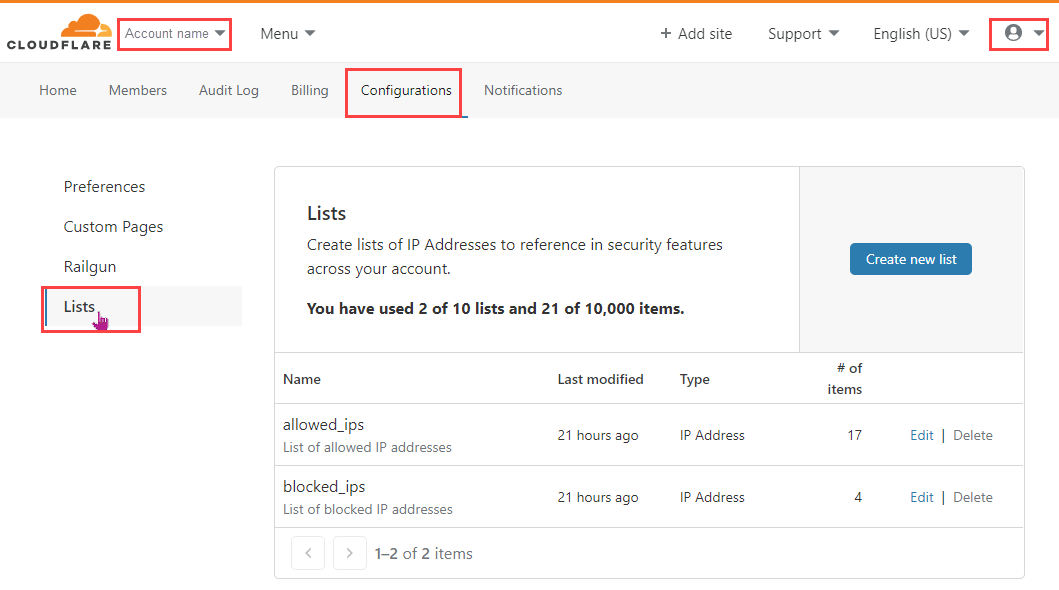 CLOUDFLARE
Account name
Menu
+ Add site
Support
English (US)
Home
Members
Audit Log
Billing
Configurations
Notifications
Preferences
Custom Pages
Railgun
Lists
Lists
Create lists of IP Addresses to reference in security features
across your account.
You have used 2 of 10 lists and 21 of 10,000 items.
Create new list
Name
Last modified
Type
# of
items
allowed_ips
List of allowed IP addresses
21 hours ago
IP Address
17
Edit | Delete
blocked_ips
List of blocked IP addresses
21 hours ago
IP Address
4
Edit | Delete
1–2 of 2 items